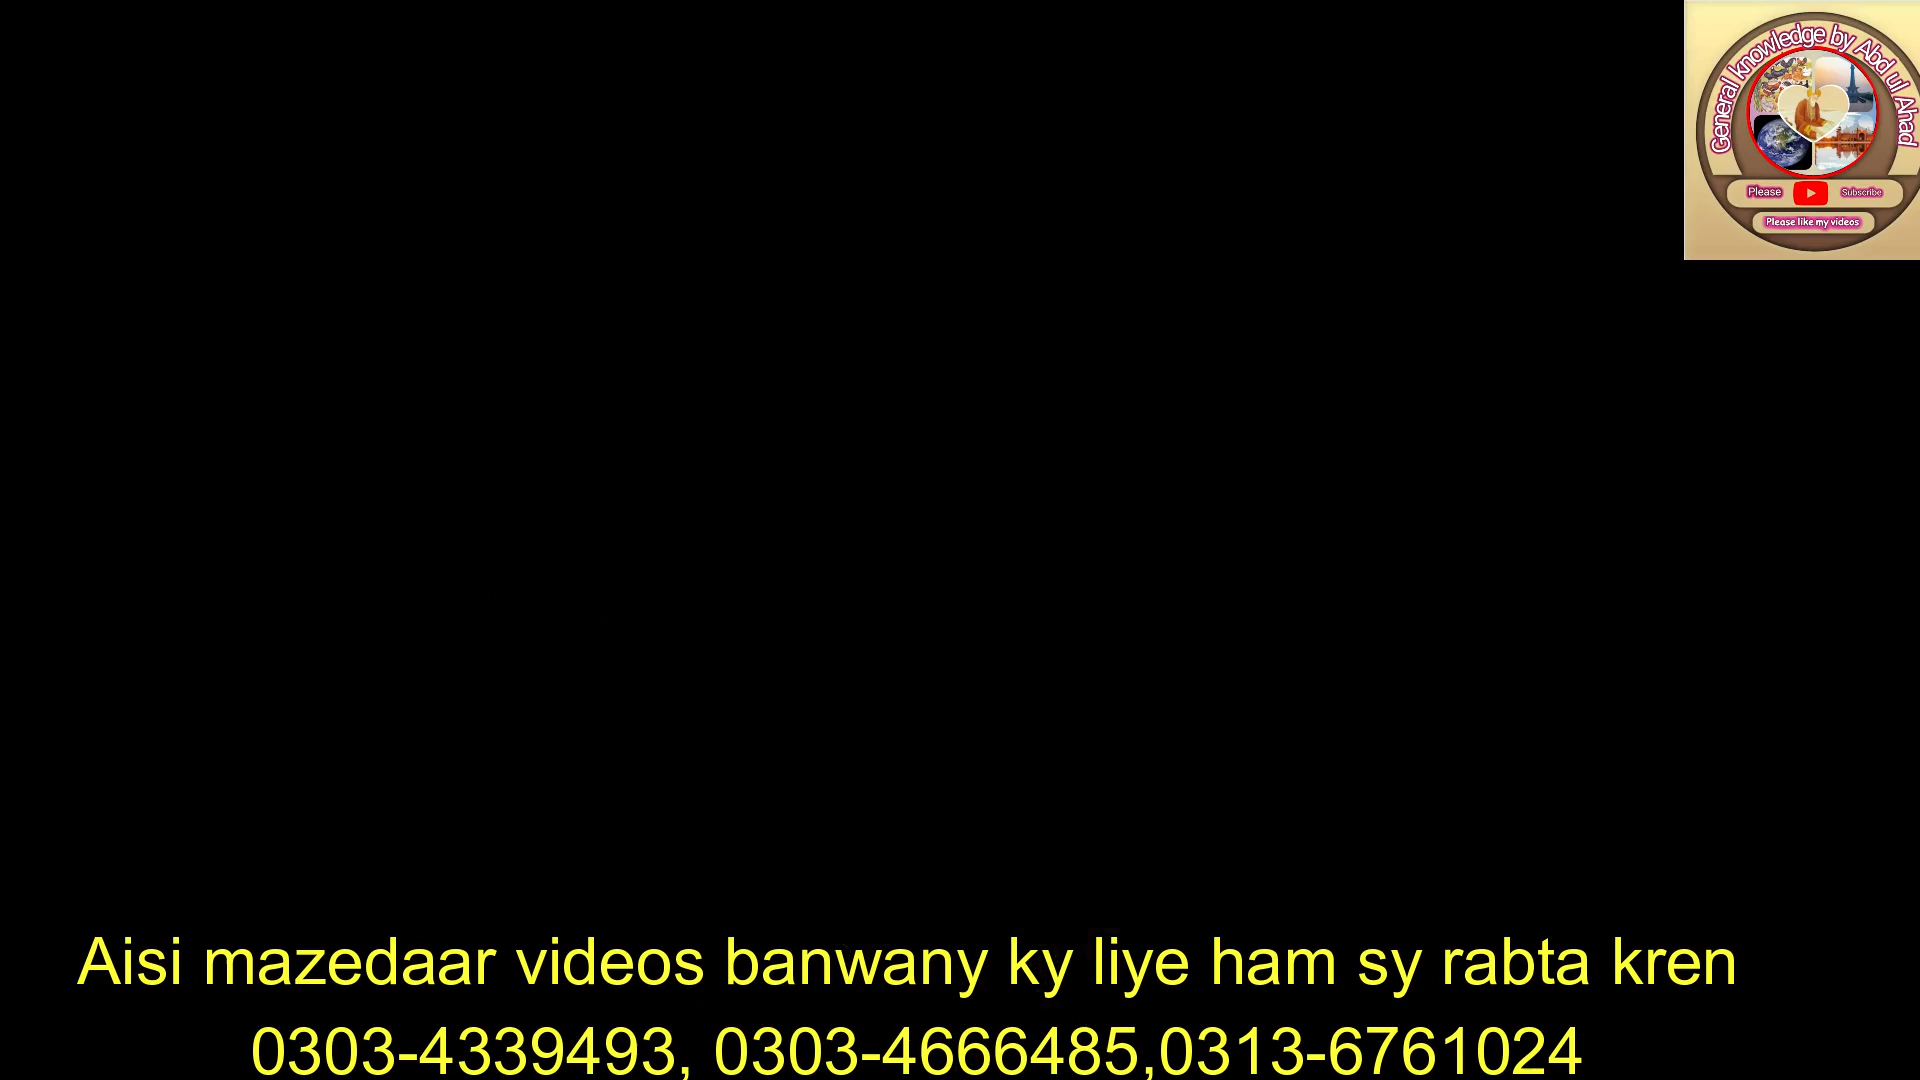 General knowledge by Abd ul Ahad
Please Subscribe
Please like my videos
Aisi mazedaar videos banwany ky liye ham sy rabta kren
0303-4339493, 0303-4666485,0313-6761024